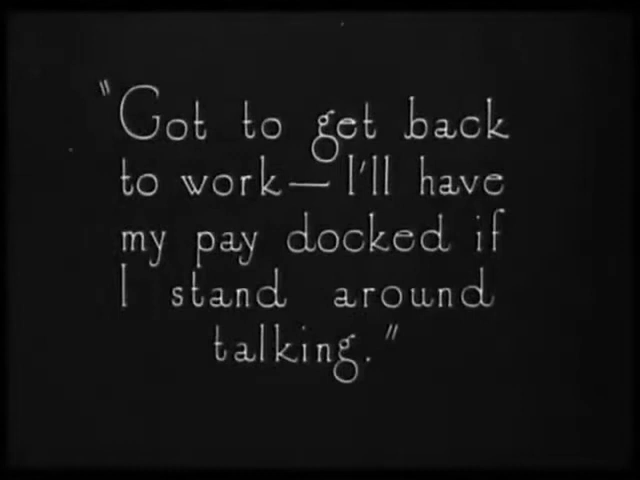 "Got to get back
to work—I'll have
my pay docked if
I stand around
talking."